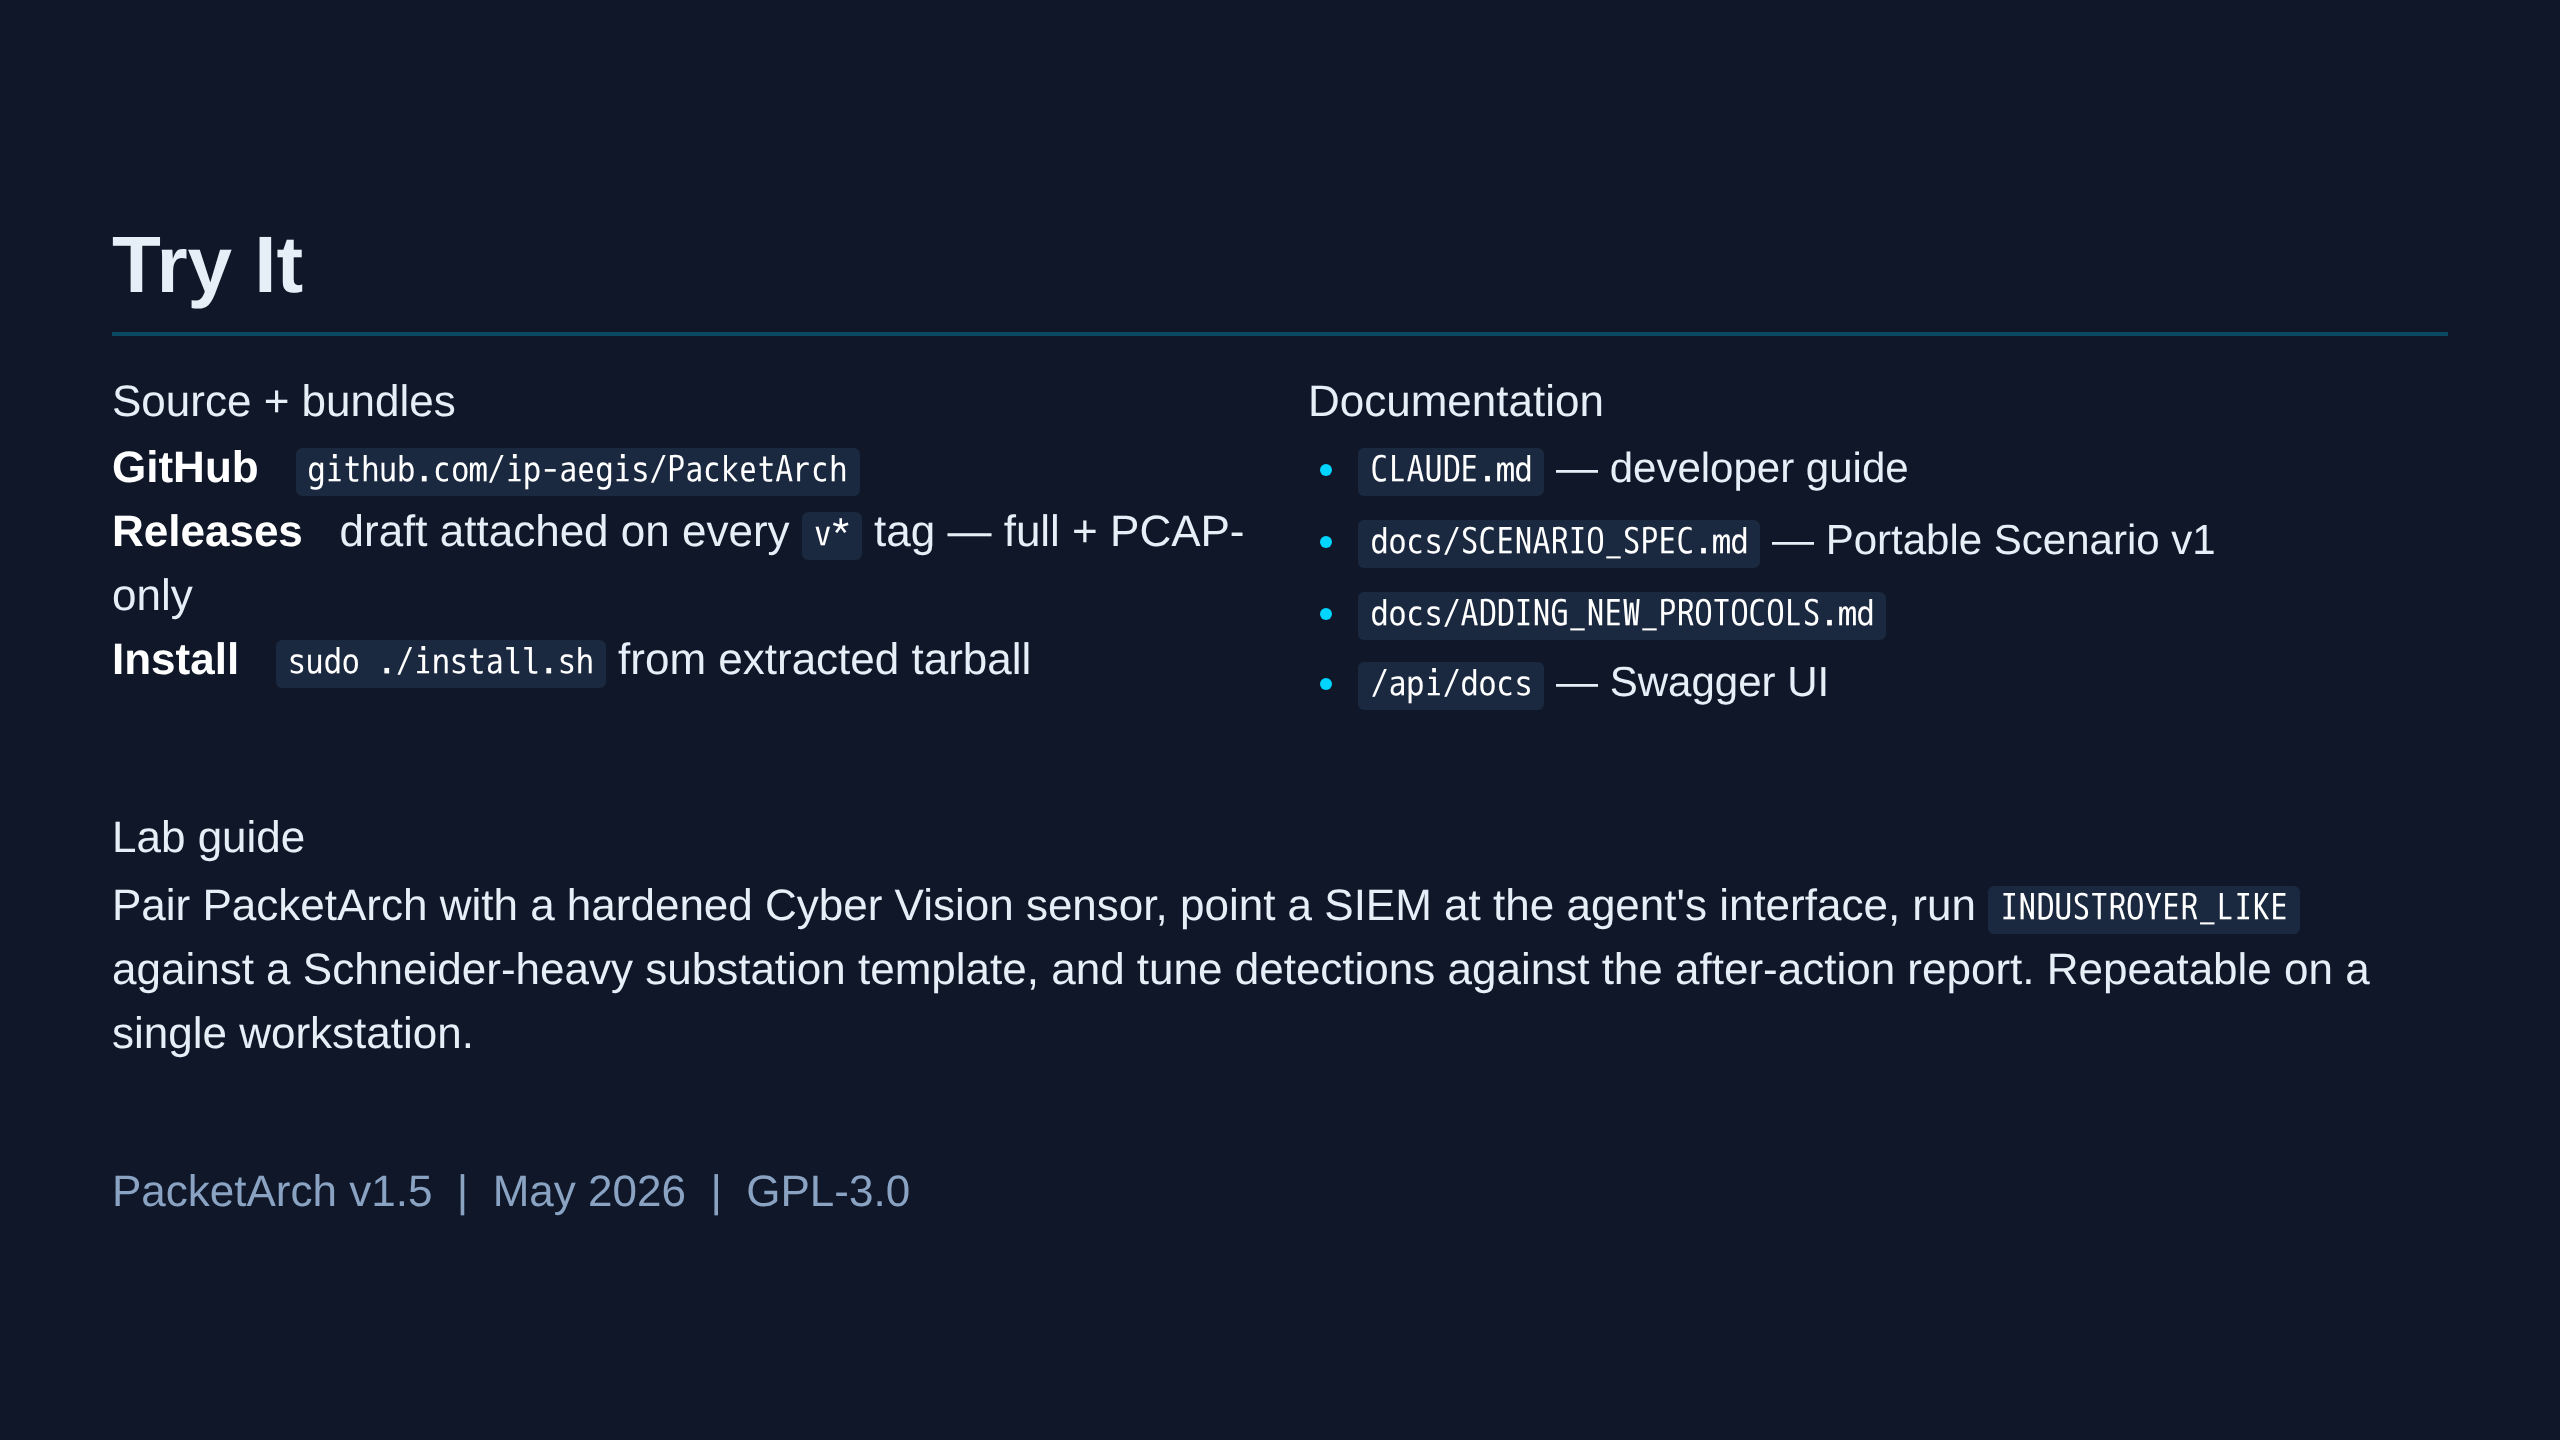 Try It
Source + bundles
GitHub github.com/ip-aegis/PacketArch
Releases draft attached on every v* tag — full + PCAP-
only
Install sudo ./install.sh from extracted tarball
Documentation
• CLAUDE.md — developer guide
• docs/SCENARIO_SPEC.md — Portable Scenario v1
• docs/ADDING_NEW_PROTOCOLS.md
• /api/docs — Swagger UI
Lab guide
Pair PacketArch with a hardened Cyber Vision sensor, point a SIEM at the agent's interface, run INDUSTROYER_LIKE
against a Schneider-heavy substation template, and tune detections against the after-action report. Repeatable on a
single workstation.
PacketArch v1.5 | May 2026 | GPL-3.0